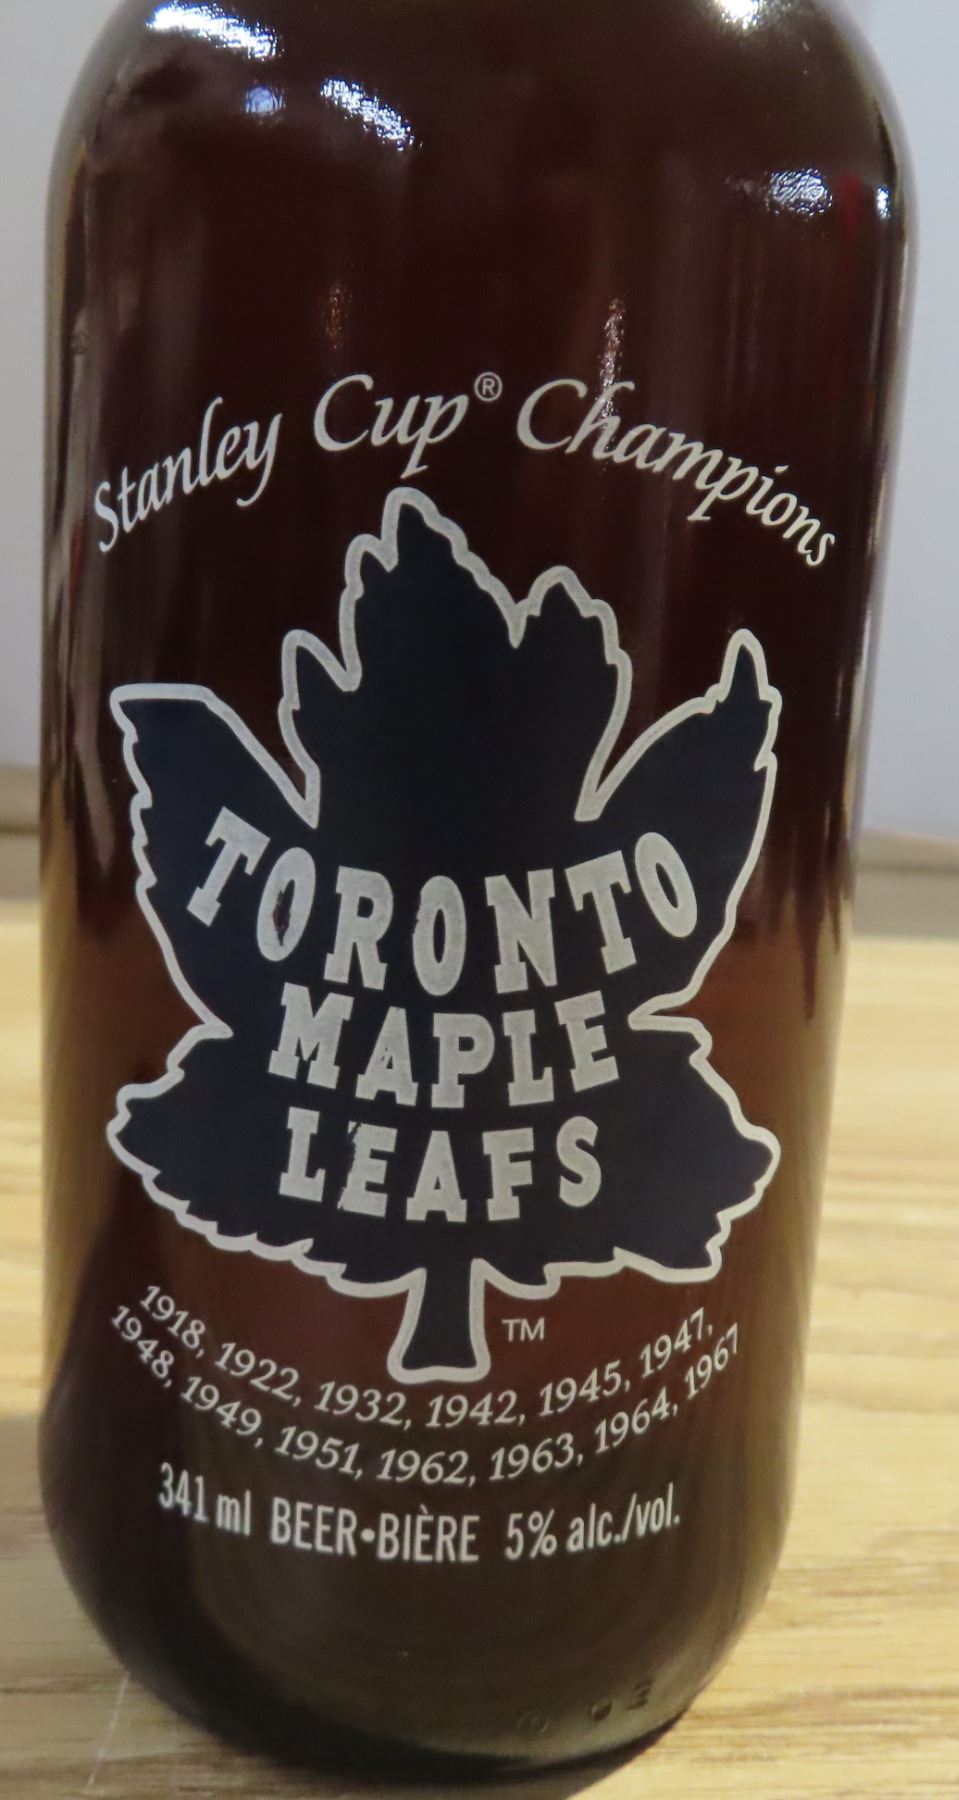 Stanley Cup® Champions
TORONTO
MAPLE
LEAFS
TM
1918, 1922, 1932, 1942, 1945, 1947,
1948, 1949, 1951, 1962, 1963, 1964, 1967
341 ml BEER•BIÈRE 5% alc./vol.